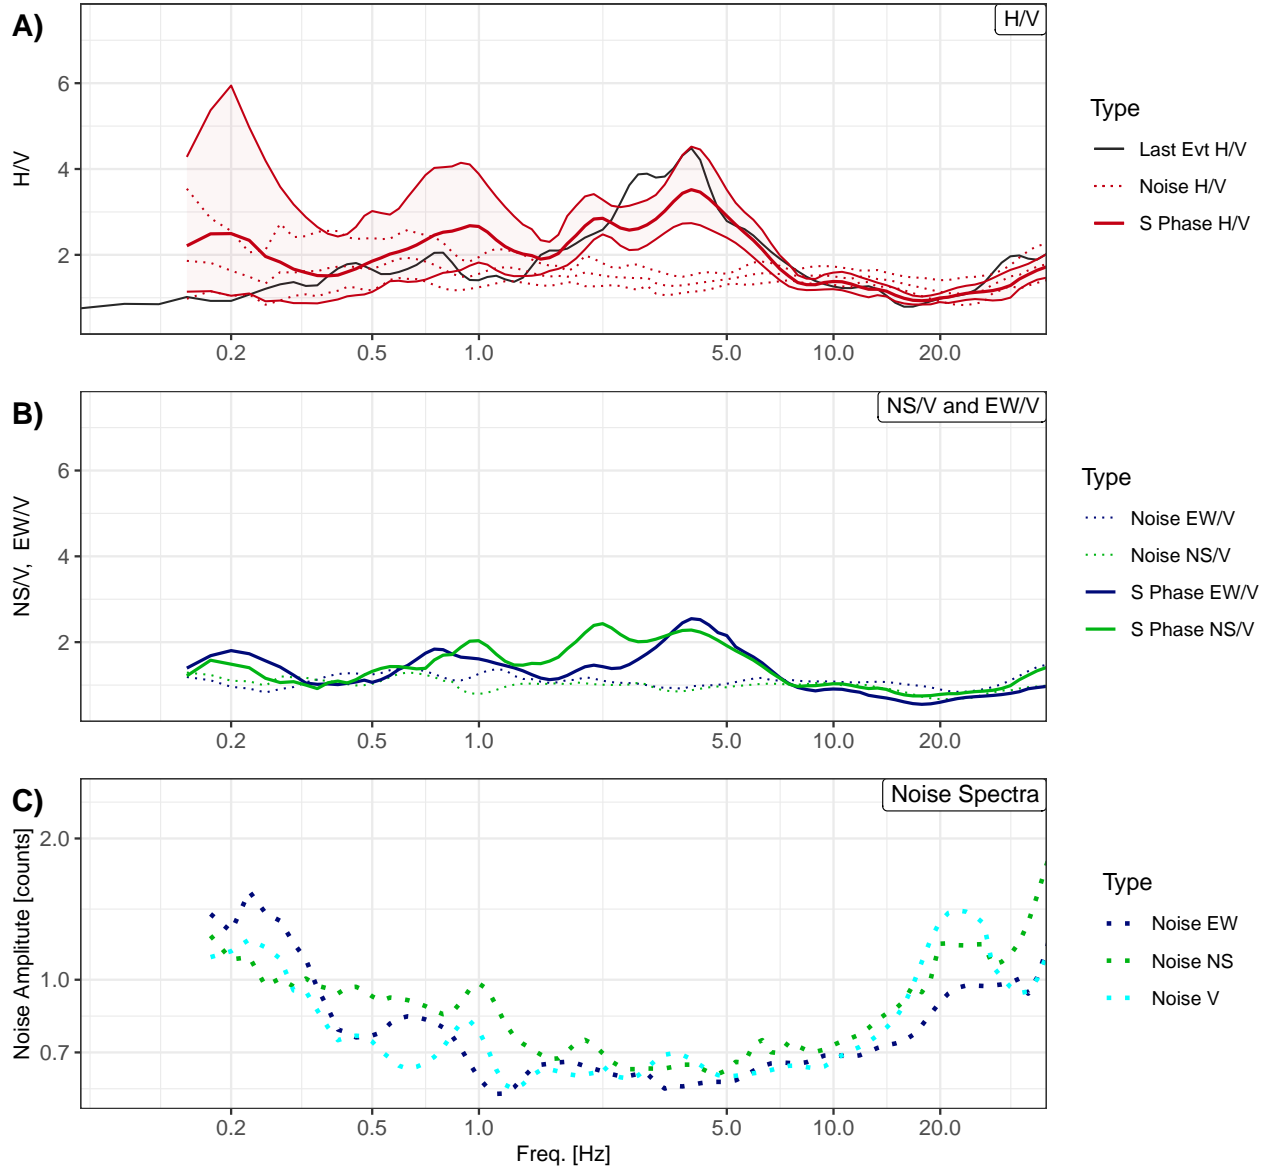 A)
H/V
6
4
2
H/V
0.2 0.5 1.0 5.0 10.0 20.0
Type
Last Evt H/V
Noise H/V
S Phase H/V
B)
NS/V and EW/V
6
4
2
NS/V, EW/V
0.2 0.5 1.0 5.0 10.0 20.0
Type
Noise EW/V
Noise NS/V
S Phase EW/V
S Phase NS/V
C)
Noise Spectra
2.0
1.0
0.7
Noise Amplitute [counts]
0.2 0.5 1.0 5.0 10.0 20.0
Freq. [Hz]
Type
Noise EW
Noise NS
Noise V